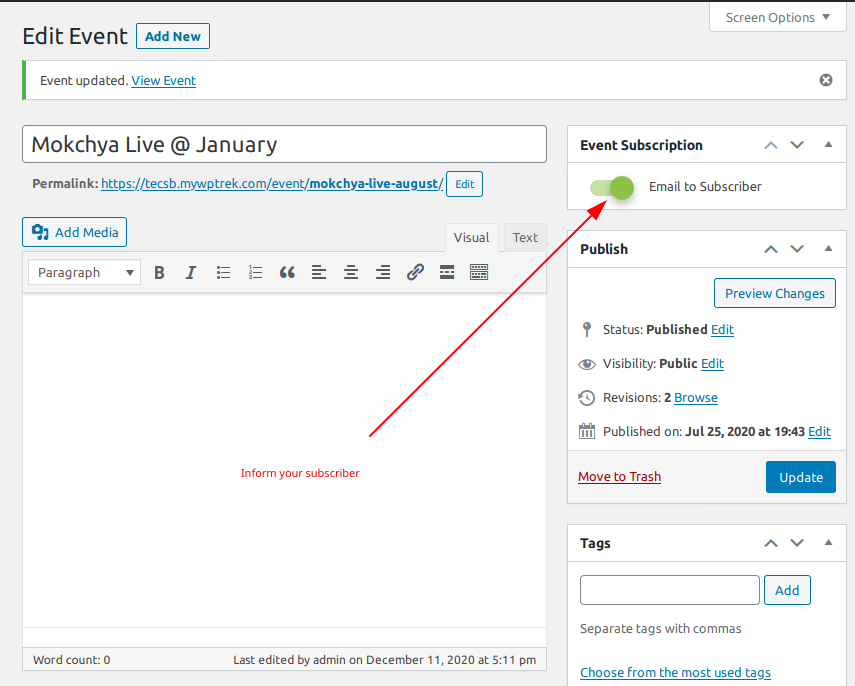 Screen Options
Edit Event Add New
Event updated. View Event
Mokchya Live @ January
Permalink: https://tecsb.mywptrek.com/event/mokchya-live-august/ Edit
Add Media
Visual Text
Paragraph
Inform your subscriber
Word count: 0 Last edited by admin on December 11, 2020 at 5:11 pm
Event Subscription
Email to Subscriber
Publish
Preview Changes
Status: Published Edit
Visibility: Public Edit
Revisions: 2 Browse
Published on: Jul 25, 2020 at 19:43 Edit
Move to Trash Update
Tags
Add
Separate tags with commas
Choose from the most used tags